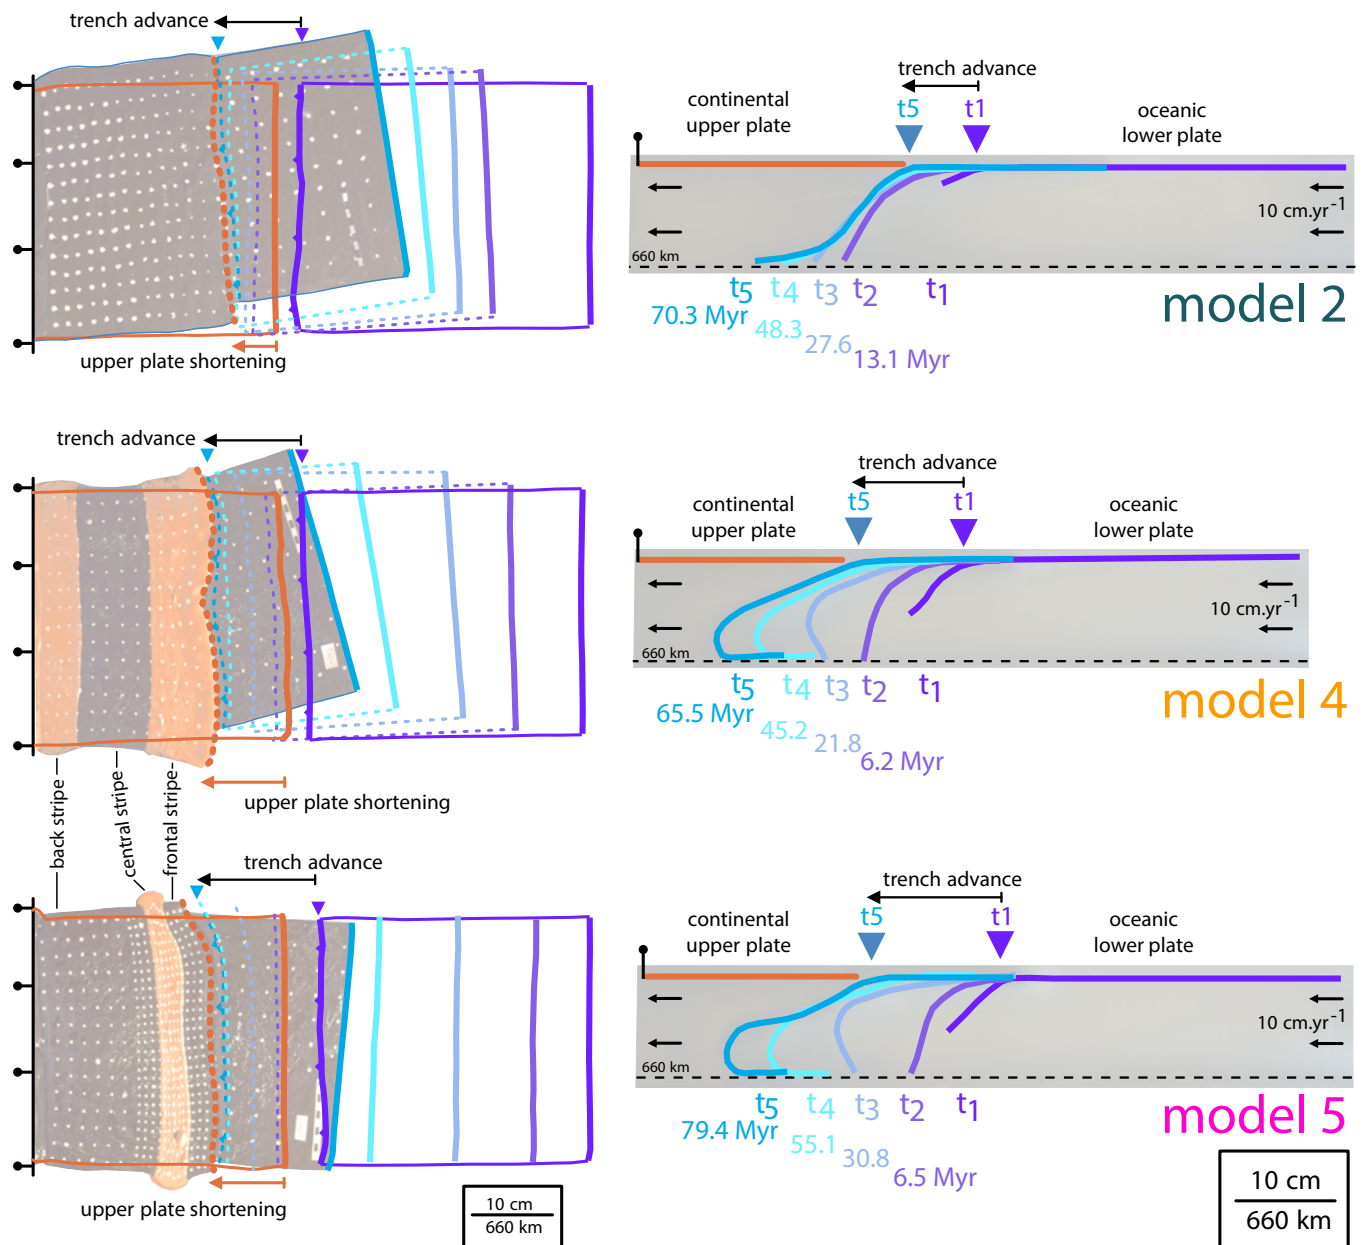 trench advance
upper plate shortening
trench advance
t5
t1
continental
upper plate
oceanic
lower plate
10 cm.yr-1
660 km
t5
t4
t3
t2
t1
70.3 Myr
48.3
27.6
13.1 Myr
model 2
trench advance
upper plate shortening
back stripe
central stripe
frontal stripe
trench advance
t5
t1
continental
upper plate
oceanic
lower plate
10 cm.yr-1
660 km
t5
t4
t3
t2
t1
65.5 Myr
45.2
21.8
6.2 Myr
model 4
trench advance
upper plate shortening
10 cm
660 km
trench advance
t5
t1
continental
upper plate
oceanic
lower plate
10 cm.yr-1
660 km
t5
t4
t3
t2
t1
79.4 Myr
55.1
30.8
6.5 Myr
model 5
10 cm
660 km